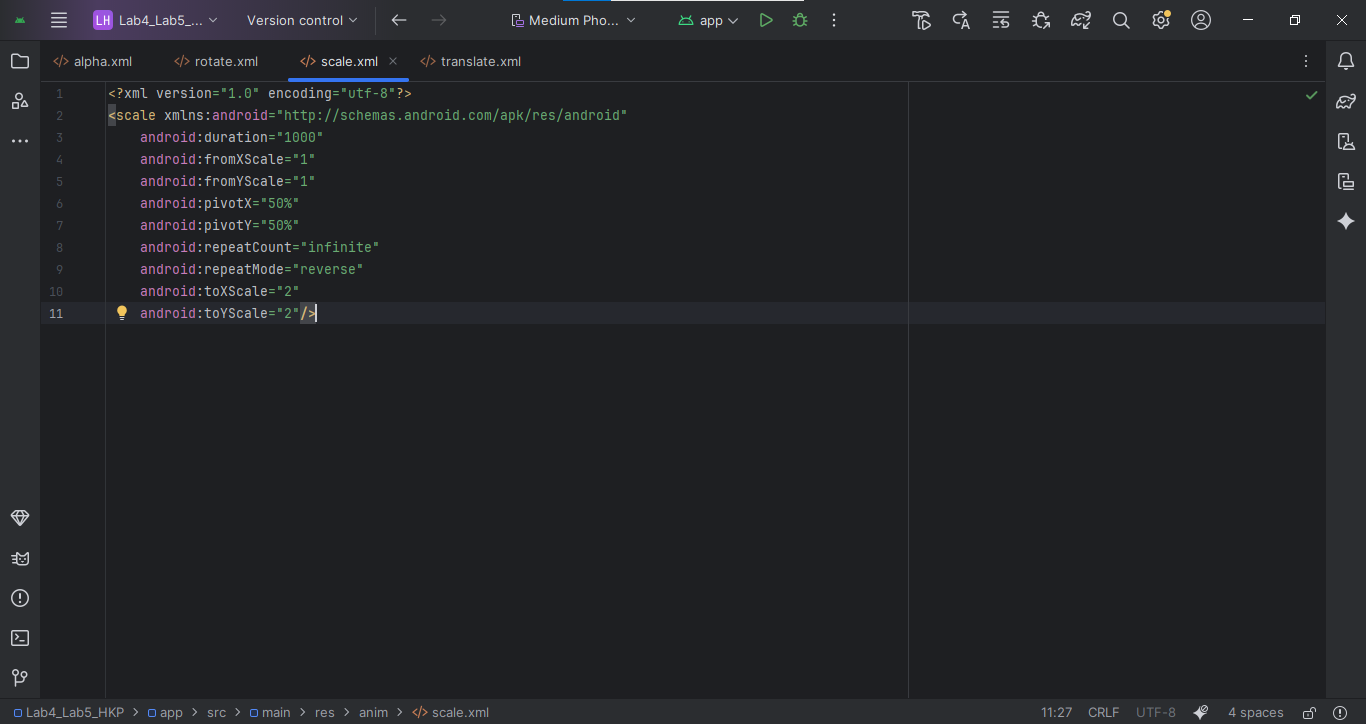 LH Lab4_Lab5_... Version control Medium Pho... app
alpha.xml rotate.xml scale.xml translate.xml
1 <?xml version="1.0" encoding="utf-8"?>
2 <scale xmlns:android="http://schemas.android.com/apk/res/android"
3 android:duration="1000"
4 android:fromXScale="1"
5 android:fromYScale="1"
6 android:pivotX="50%"
7 android:pivotY="50%"
8 android:repeatCount="infinite"
9 android:repeatMode="reverse"
10 android:toXScale="2"
11 android:toYScale="2"/>
Lab4_Lab5_HKP > app > src > main > res > anim > scale.xml 11:27 CRLF UTF-8 4 spaces